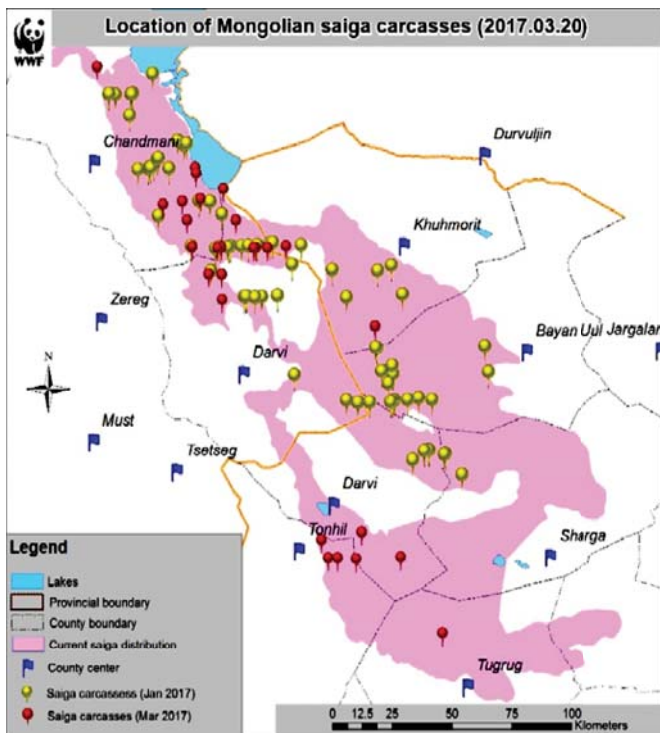 Location of Mongolian saiga carcasses (2017.03.20)
WWF
Chandmani
Durvuljin
Khuhmorit
Zereg
Bayan Uul
Jargalan
N
Darvi
Must
Tsetseg
Darvi
Tonhil
Sharga
Tugrug
Legend
Lakes
Provincial boundary
County boundary
Current saiga distribution
County center
Saiga carcassess (Jan 2017)
Saiga carcasses (Mar 2017)
0 12.5 25 50 75 100
Kilometers